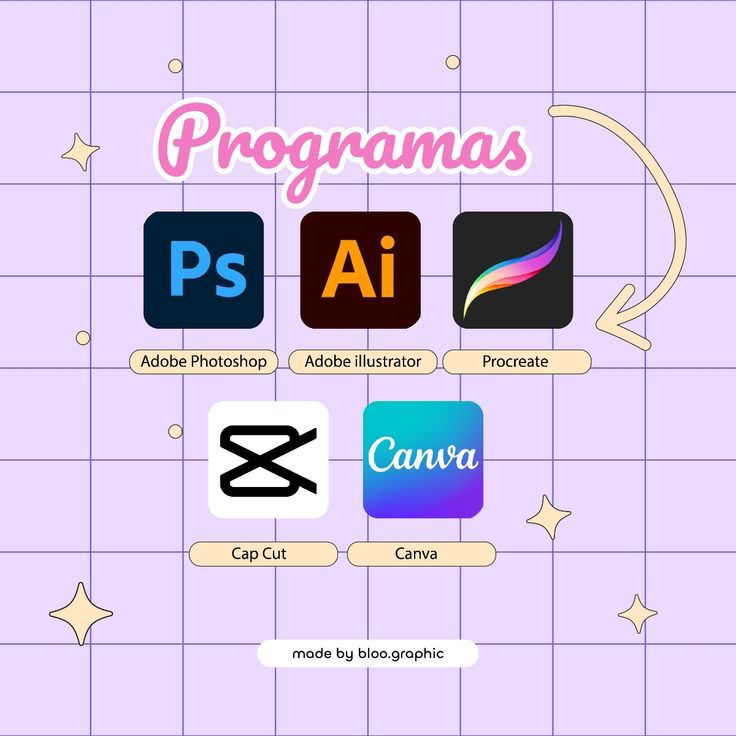 Programas
Ps
Ai
Adobe Photoshop
Adobe illustrator
Procreate
Canva
Cap Cut
Canva
made by bloo.graphic